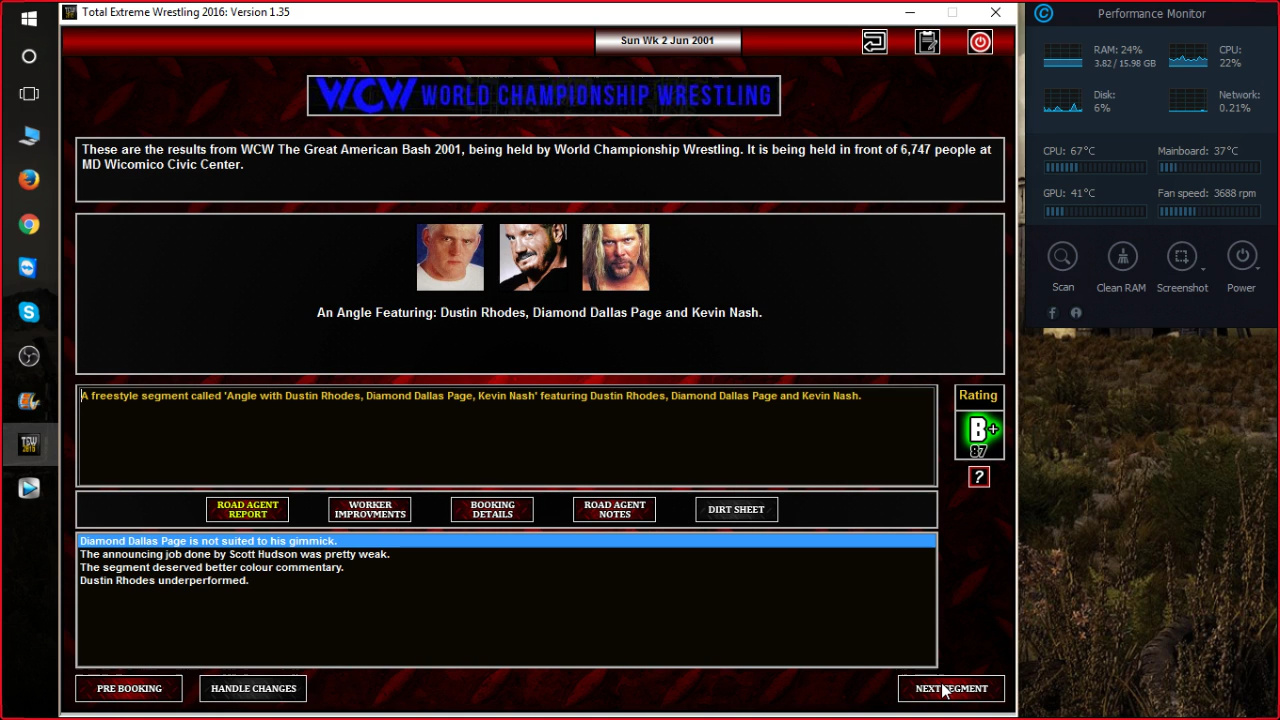 Total Extreme Wrestling 2016: Version 1.35
Sun Wk 2 Jun 2001
WCW WORLD CHAMPIONSHIP WRESTLING
These are the results from WCW The Great American Bash 2001, being held by World Championship Wrestling. It is being held in front of 6,747 people at
MD Wicomico Civic Center.
An Angle Featuring: Dustin Rhodes, Diamond Dallas Page and Kevin Nash.
A freestyle segment called 'Angle with Dustin Rhodes, Diamond Dallas Page, Kevin Nash' featuring Dustin Rhodes, Diamond Dallas Page and Kevin Nash.
Rating
B+
87
?
ROAD AGENT
REPORT
WORKER
IMPROVMENTS
BOOKING
DETAILS
ROAD AGENT
NOTES
DIRT SHEET
Diamond Dallas Page is not suited to his gimmick.
The announcing job done by Scott Hudson was pretty weak.
The segment deserved better colour commentary.
Dustin Rhodes underperformed.
PRE BOOKING
HANDLE CHANGES
NEXT SEGMENT
Performance Monitor
RAM: 24%
3.82 / 15.98 GB
CPU:
22%
Disk:
6%
Network:
0.21%
CPU: 67°C
Mainboard: 37°C
GPU: 41°C
Fan speed: 3688 rpm
Scan
Clean RAM
Screenshot
Power
TEW
2016